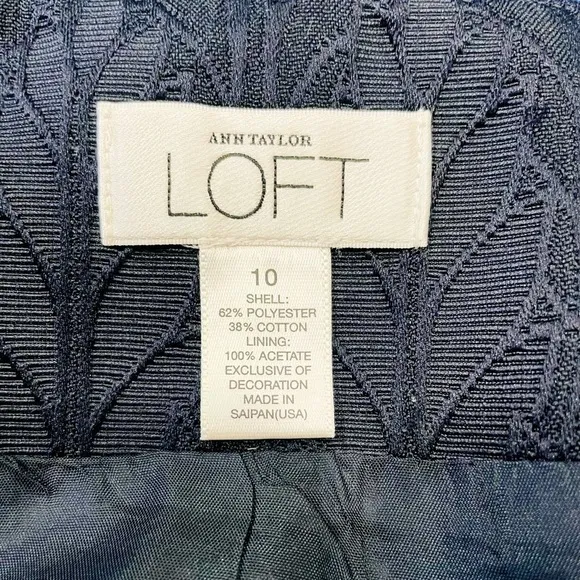 ANN TAYLOR
LOFT
10
SHELL:
62% POLYESTER
38% COTTON
LINING:
100% ACETATE
EXCLUSIVE OF
DECORATION
MADE IN
SAIPAN(USA)